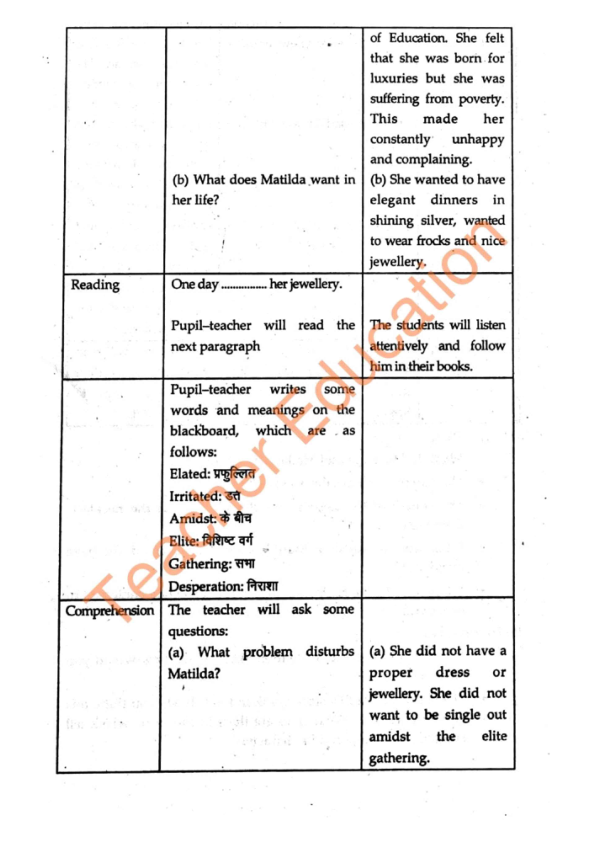 of Education. She felt
that she was born for
luxuries but she was
suffering from poverty.
This made her
constantly unhappy
and complaining.
(b) What does Matilda want in
her life?
(b) She wanted to have
elegant dinners in
shining silver, wanted
to wear frocks and nice
jewellery.
Reading
One day ................ her jewellery.
Pupil–teacher will read the
next paragraph
The students will listen
attentively and follow
him in their books.
Pupil–teacher writes some
words and meanings on the
blackboard, which are as
follows:
Elated: प्रफुल्लित
Irritated:
Amidst: के बीच
Elite: विशिष्ट वर्ग
Gathering: सभा
Desperation: निराशा
Comprehension
The teacher will ask some
questions:
(a) What problem disturbs
Matilda?
(a) She did not have a
proper dress or
jewellery. She did not
want to be single out
amidst the elite
gathering.
Teacher Education